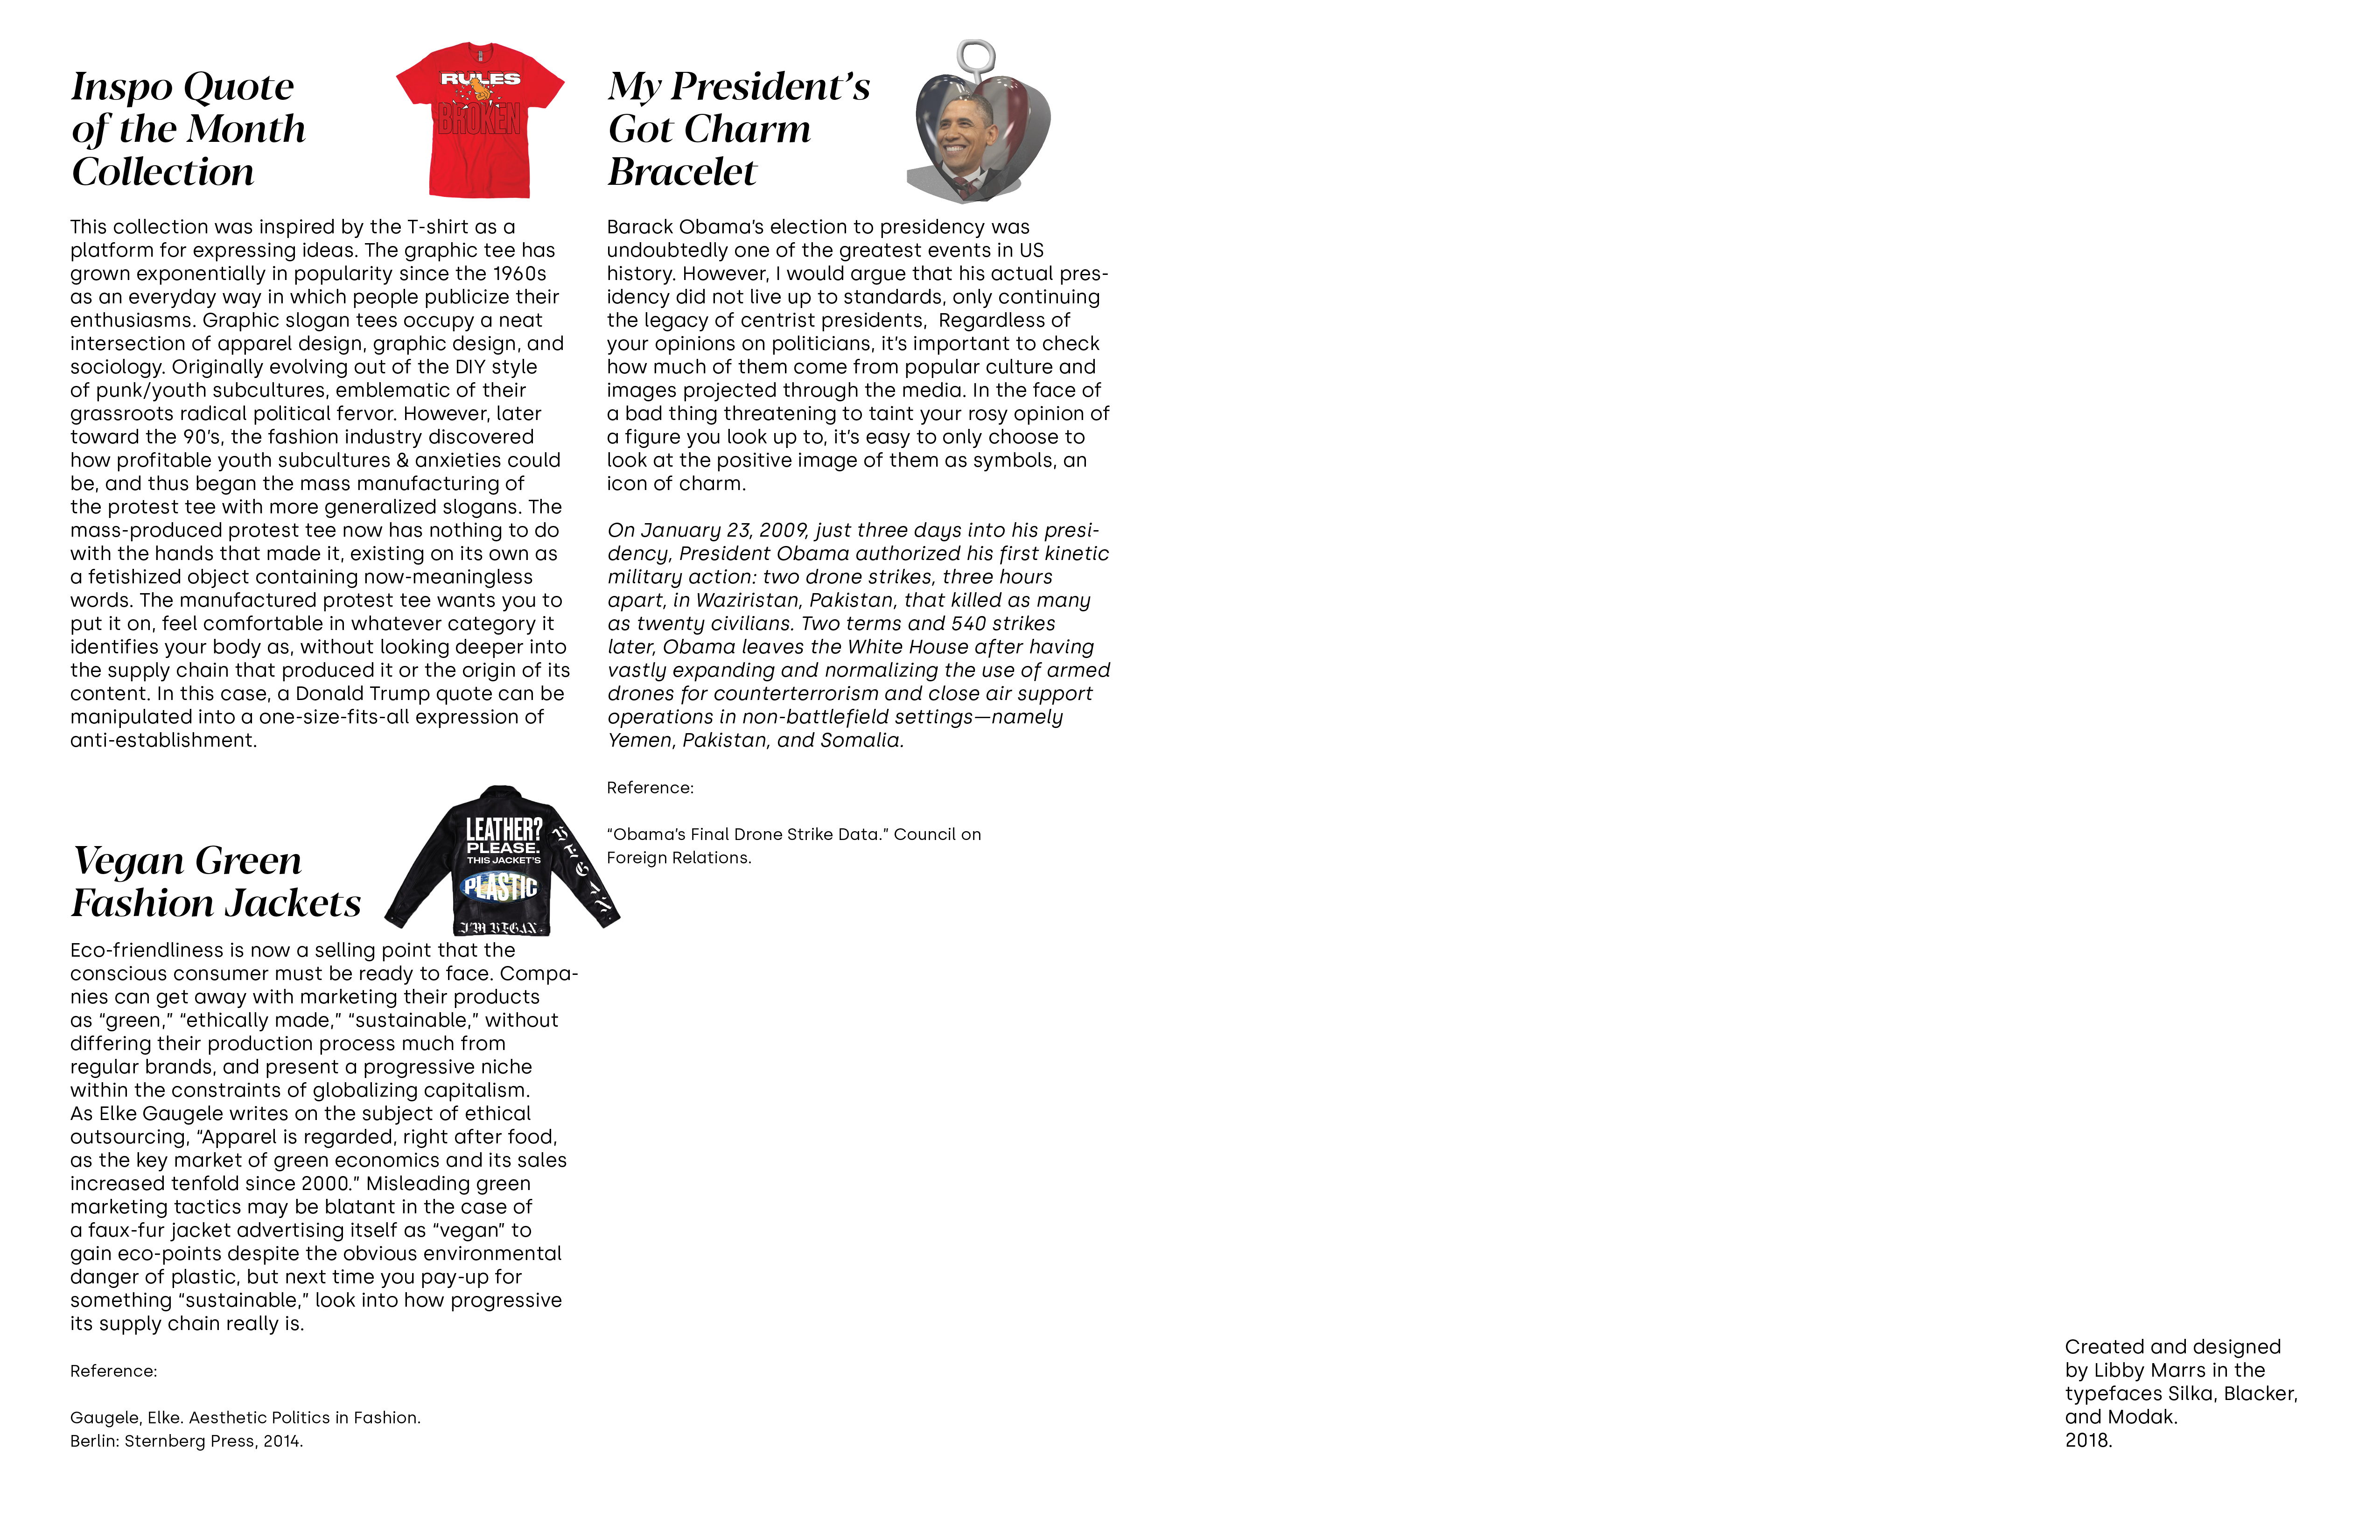 Inspo Quote
of the Month
Collection
RULES
BROKEN
This collection was inspired by the T-shirt as a
platform for expressing ideas. The graphic tee has
grown exponentially in popularity since the 1960s
as an everyday way in which people publicize their
enthusiasms. Graphic slogan tees occupy a neat
intersection of apparel design, graphic design, and
sociology. Originally evolving out of the DIY style
of punk/youth subcultures, emblematic of their
grassroots radical political fervor. However, later
toward the 90’s, the fashion industry discovered
how profitable youth subcultures & anxieties could
be, and thus began the mass manufacturing of
the protest tee with more generalized slogans. The
mass-produced protest tee now has nothing to do
with the hands that made it, existing on its own as
a fetishized object containing now-meaningless
words. The manufactured protest tee wants you to
put it on, feel comfortable in whatever category it
identifies your body as, without looking deeper into
the supply chain that produced it or the origin of its
content. In this case, a Donald Trump quote can be
manipulated into a one-size-fits-all expression of
anti-establishment.
Vegan Green
Fashion Jackets
LEATHER?
PLEASE.
THIS JACKET'S
PLASTIC
I'M VEGAN.
VEGAN
Eco-friendliness is now a selling point that the
conscious consumer must be ready to face. Compa-
nies can get away with marketing their products
as “green,” “ethically made,” “sustainable,” without
differing their production process much from
regular brands, and present a progressive niche
within the constraints of globalizing capitalism.
As Elke Gaugele writes on the subject of ethical
outsourcing, “Apparel is regarded, right after food,
as the key market of green economics and its sales
increased tenfold since 2000.” Misleading green
marketing tactics may be blatant in the case of
a faux-fur jacket advertising itself as “vegan” to
gain eco-points despite the obvious environmental
danger of plastic, but next time you pay-up for
something “sustainable,” look into how progressive
its supply chain really is.
Reference:
Gaugele, Elke. Aesthetic Politics in Fashion.
Berlin: Sternberg Press, 2014.
My President’s
Got Charm
Bracelet
Barack Obama’s election to presidency was
undoubtedly one of the greatest events in US
history. However, I would argue that his actual pres-
idency did not live up to standards, only continuing
the legacy of centrist presidents,  Regardless of
your opinions on politicians, it’s important to check
how much of them come from popular culture and
images projected through the media. In the face of
a bad thing threatening to taint your rosy opinion of
a figure you look up to, it’s easy to only choose to
look at the positive image of them as symbols, an
icon of charm.
On January 23, 2009, just three days into his presi-
dency, President Obama authorized his first kinetic
military action: two drone strikes, three hours
apart, in Waziristan, Pakistan, that killed as many
as twenty civilians. Two terms and 540 strikes
later, Obama leaves the White House after having
vastly expanding and normalizing the use of armed
drones for counterterrorism and close air support
operations in non-battlefield settings—namely
Yemen, Pakistan, and Somalia.
Reference:
“Obama’s Final Drone Strike Data.” Council on
Foreign Relations.
Created and designed
by Libby Marrs in the
typefaces Silka, Blacker,
and Modak.
2018.